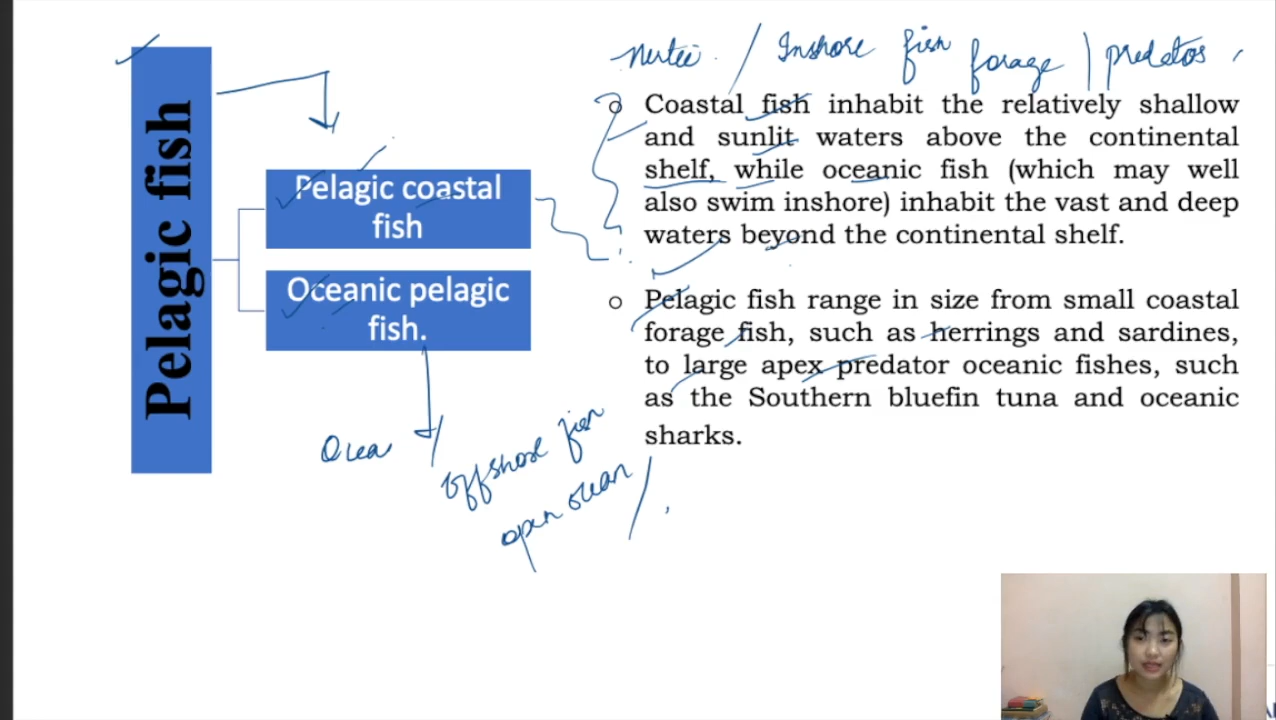 Pelagic fish
Pelagic coastal
fish
Oceanic pelagic
fish.
/ Inshore fish forage | predatos
o Coastal fish inhabit the relatively shallow
and sunlit waters above the continental
shelf, while oceanic fish (which may well
also swim inshore) inhabit the vast and deep
waters beyond the continental shelf.
o Pelagic fish range in size from small coastal
forage fish, such as herrings and sardines,
to large apex predator oceanic fishes, such
as the Southern bluefin tuna and oceanic
sharks.
offshore fish
open ocean /